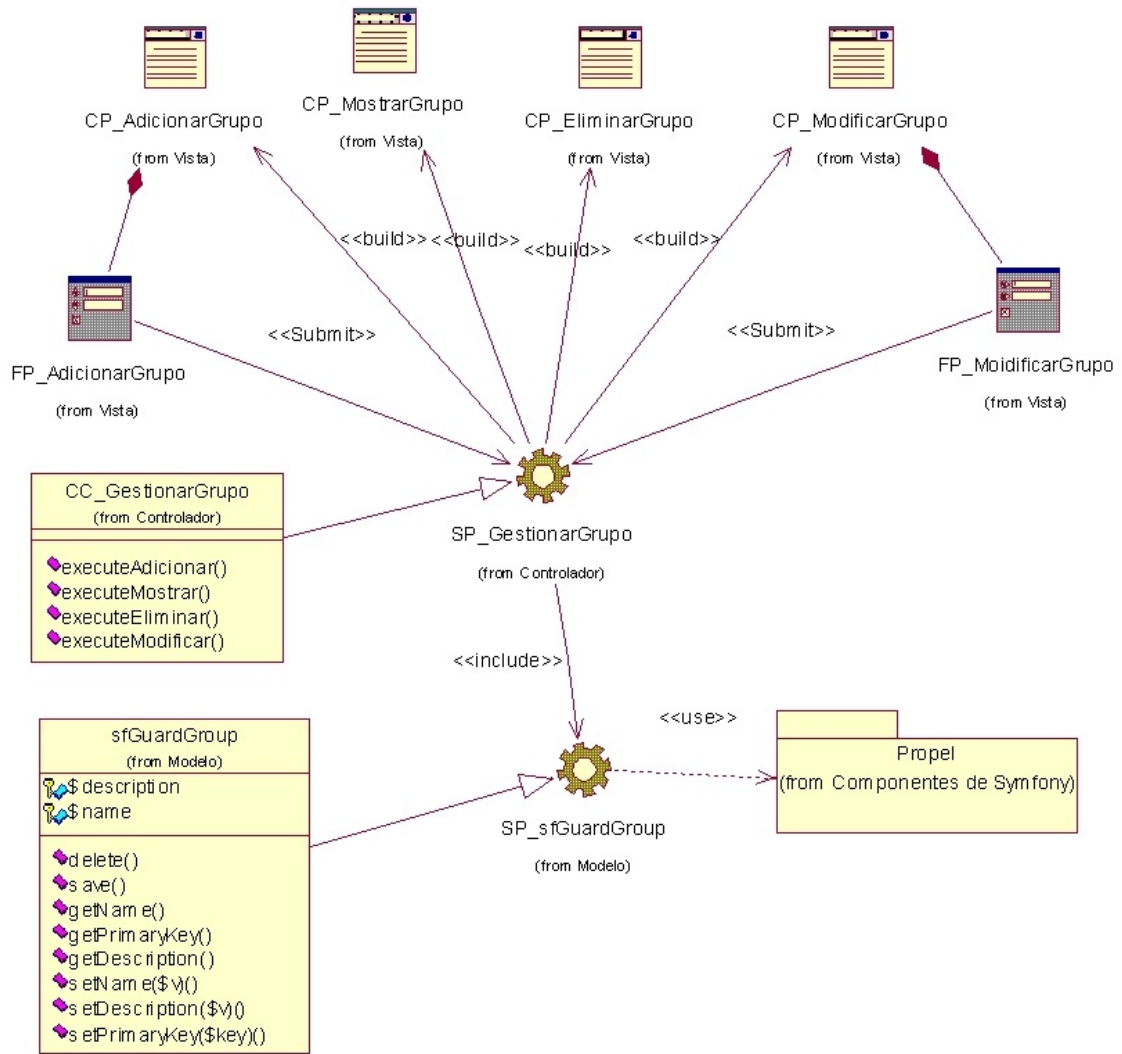 CP_AdicionarGrupo
(from Vista)
CP_MostrarGrupo
(from Vista)
CP_EliminarGrupo
(from Vista)
CP_ModificarGrupo
(from Vista)
<<build>>
<<build>>
<<build>>
<<build>>
<<Submit>>
<<Submit>>
FP_AdicionarGrupo
(from Vista)
FP_MoidificarGrupo
(from Vista)
CC_GestionarGrupo
(from Controlador)
executeAdicionar()
executeMostrar()
executeEliminar()
executeModificar()
SP_GestionarGrupo
(from Controlador)
<<include>>
sfGuardGroup
(from Modelo)
$description
$name
delete()
save()
getName()
getPrimaryKey()
getDescription()
setName($v)()
setDescription($v)()
setPrimaryKey($key)()
SP_sfGuardGroup
(from Modelo)
<<use>>
Propel
(from Componentes de Symfony)